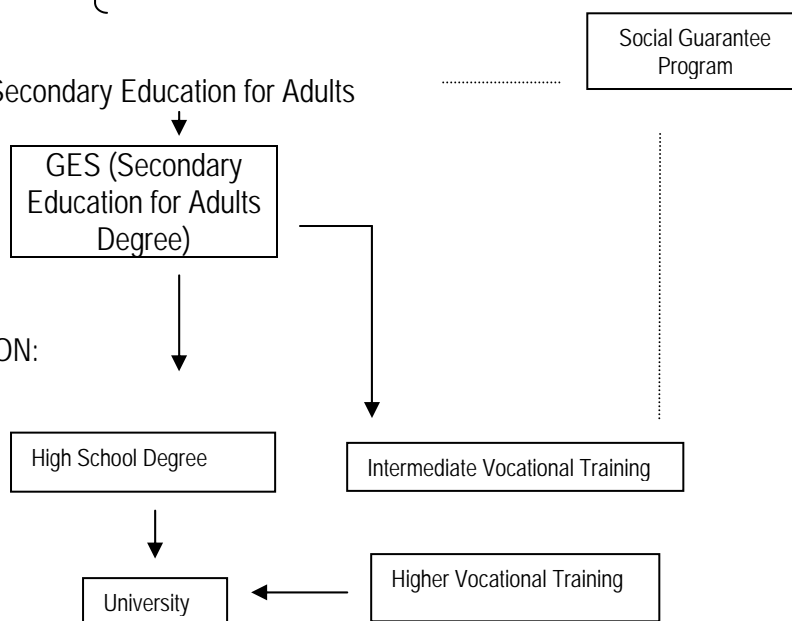 Social Guarantee
Program
Secondary Education for Adults
GES (Secondary
Education for Adults
Degree)
ON:
High School Degree
Intermediate Vocational Training
Higher Vocational Training
University